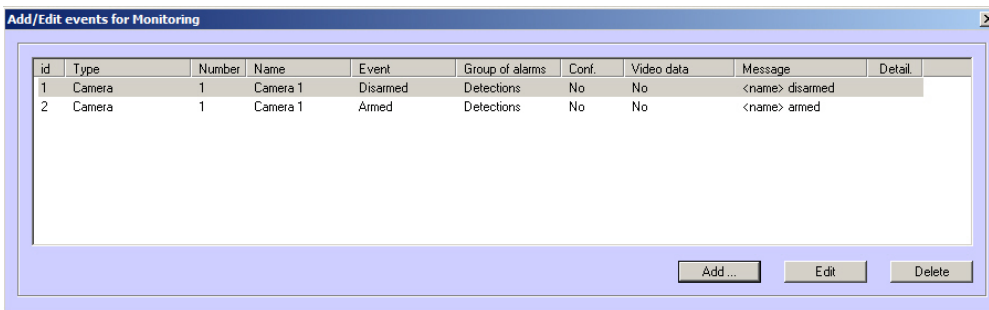 Add/Edit events for Monitoring
id Type Number Name Event Group of alarms Conf. Video data Message Detail.
1 Camera 1 Camera 1 Disarmed Detections No No <name> disarmed
2 Camera 1 Camera 1 Armed Detections No No <name> armed
Add ... Edit Delete